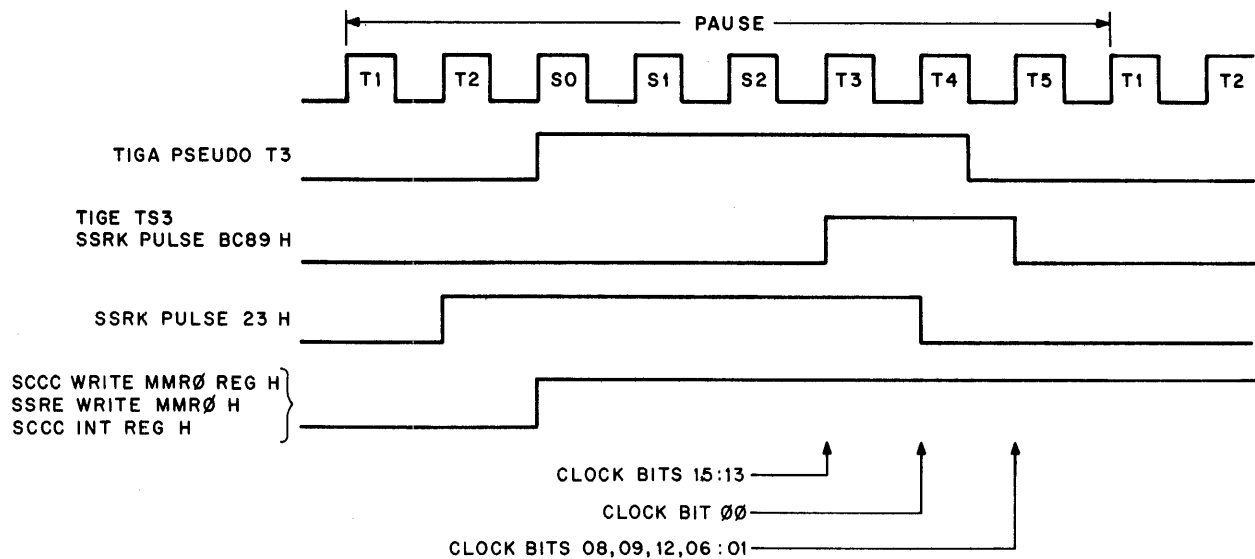 PAUSE
T1 T2 S0 S1 S2 T3 T4 T5 T1 T2
TIGA PSEUDO T3
TIGE TS3
SSRK PULSE BC89 H
SSRK PULSE 23 H
SCCC WRITE MMRØ REG H
SSRE WRITE MMRØ H
SCCC INT REG H
CLOCK BITS 15:13
CLOCK BIT ØØ
CLOCK BITS 08,09,12,06:01